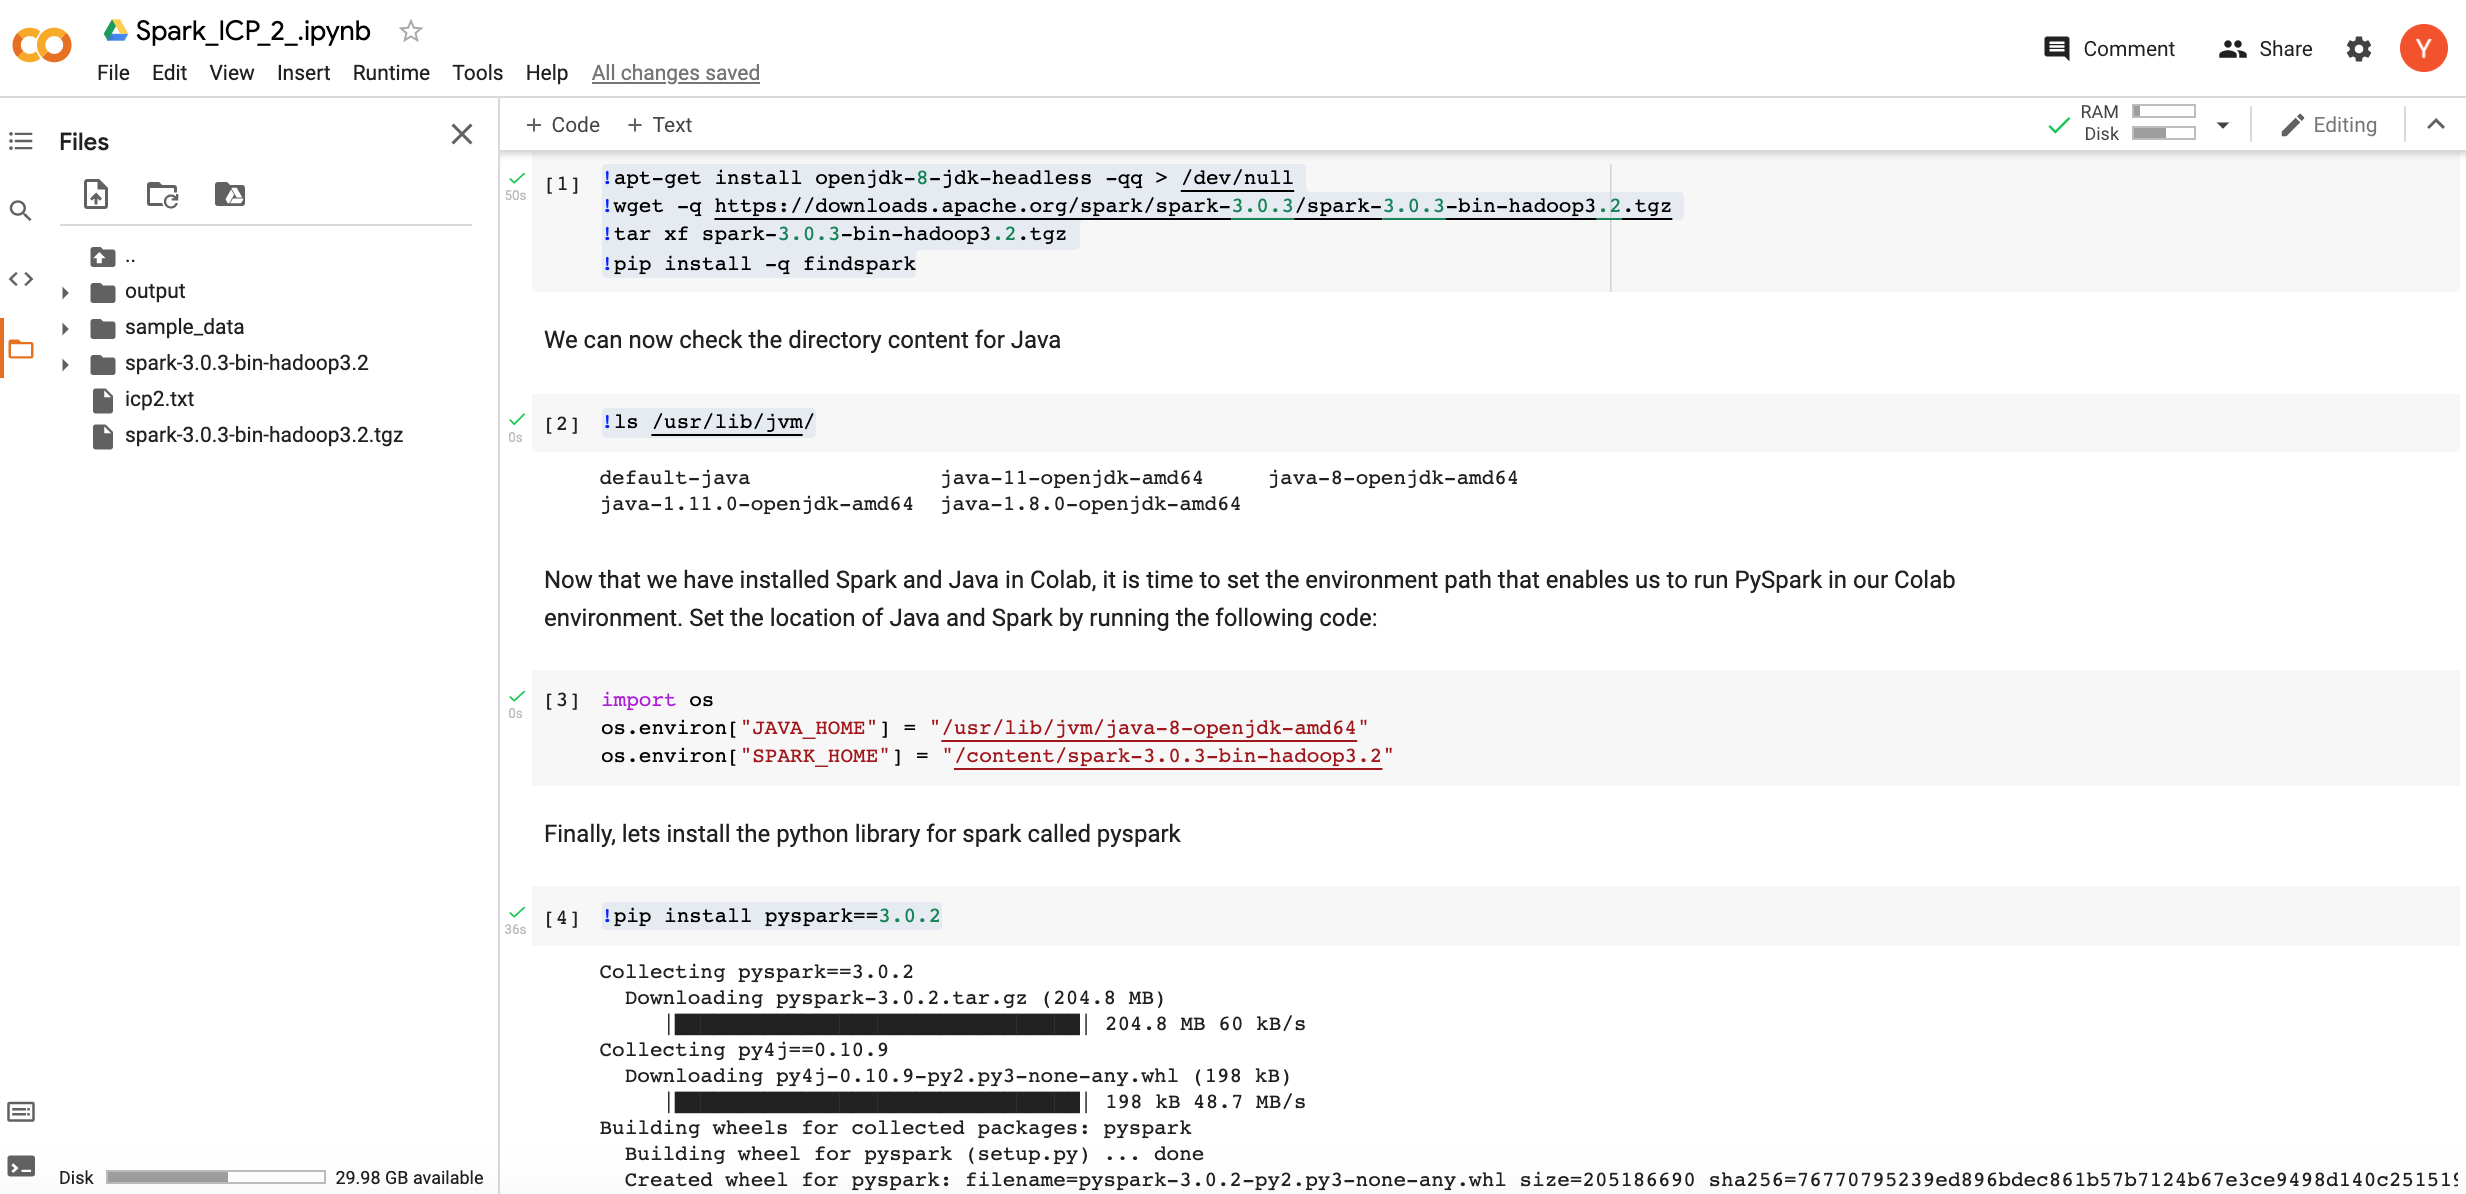 Spark_ICP_2_.ipynb
File Edit View Insert Runtime Tools Help All changes saved
Comment Share Y
Files
..
output
sample_data
spark-3.0.3-bin-hadoop3.2
icp2.txt
spark-3.0.3-bin-hadoop3.2.tgz
Disk 29.98 GB available
+ Code + Text
RAM
Disk
Editing
50s
[1] !apt-get install openjdk-8-jdk-headless -qq > /dev/null
!wget -q https://downloads.apache.org/spark/spark-3.0.3/spark-3.0.3-bin-hadoop3.2.tgz
!tar xf spark-3.0.3-bin-hadoop3.2.tgz
!pip install -q findspark
We can now check the directory content for Java
0s
[2] !ls /usr/lib/jvm/
default-java java-11-openjdk-amd64 java-8-openjdk-amd64
java-1.11.0-openjdk-amd64 java-1.8.0-openjdk-amd64
Now that we have installed Spark and Java in Colab, it is time to set the environment path that enables us to run PySpark in our Colab
environment. Set the location of Java and Spark by running the following code:
0s
[3] import os
os.environ["JAVA_HOME"] = "/usr/lib/jvm/java-8-openjdk-amd64"
os.environ["SPARK_HOME"] = "/content/spark-3.0.3-bin-hadoop3.2"
Finally, lets install the python library for spark called pyspark
36s
[4] !pip install pyspark==3.0.2
Collecting pyspark==3.0.2
Downloading pyspark-3.0.2.tar.gz (204.8 MB)
204.8 MB 60 kB/s
Collecting py4j==0.10.9
Downloading py4j-0.10.9-py2.py3-none-any.whl (198 kB)
198 kB 48.7 MB/s
Building wheels for collected packages: pyspark
Building wheel for pyspark (setup.py) ... done
Created wheel for pyspark: filename=pyspark-3.0.2-py2.py3-none-any.whl size=205186690 sha256=76770795239ed896bdec861b57b7124b67e3ce9498d140c251519